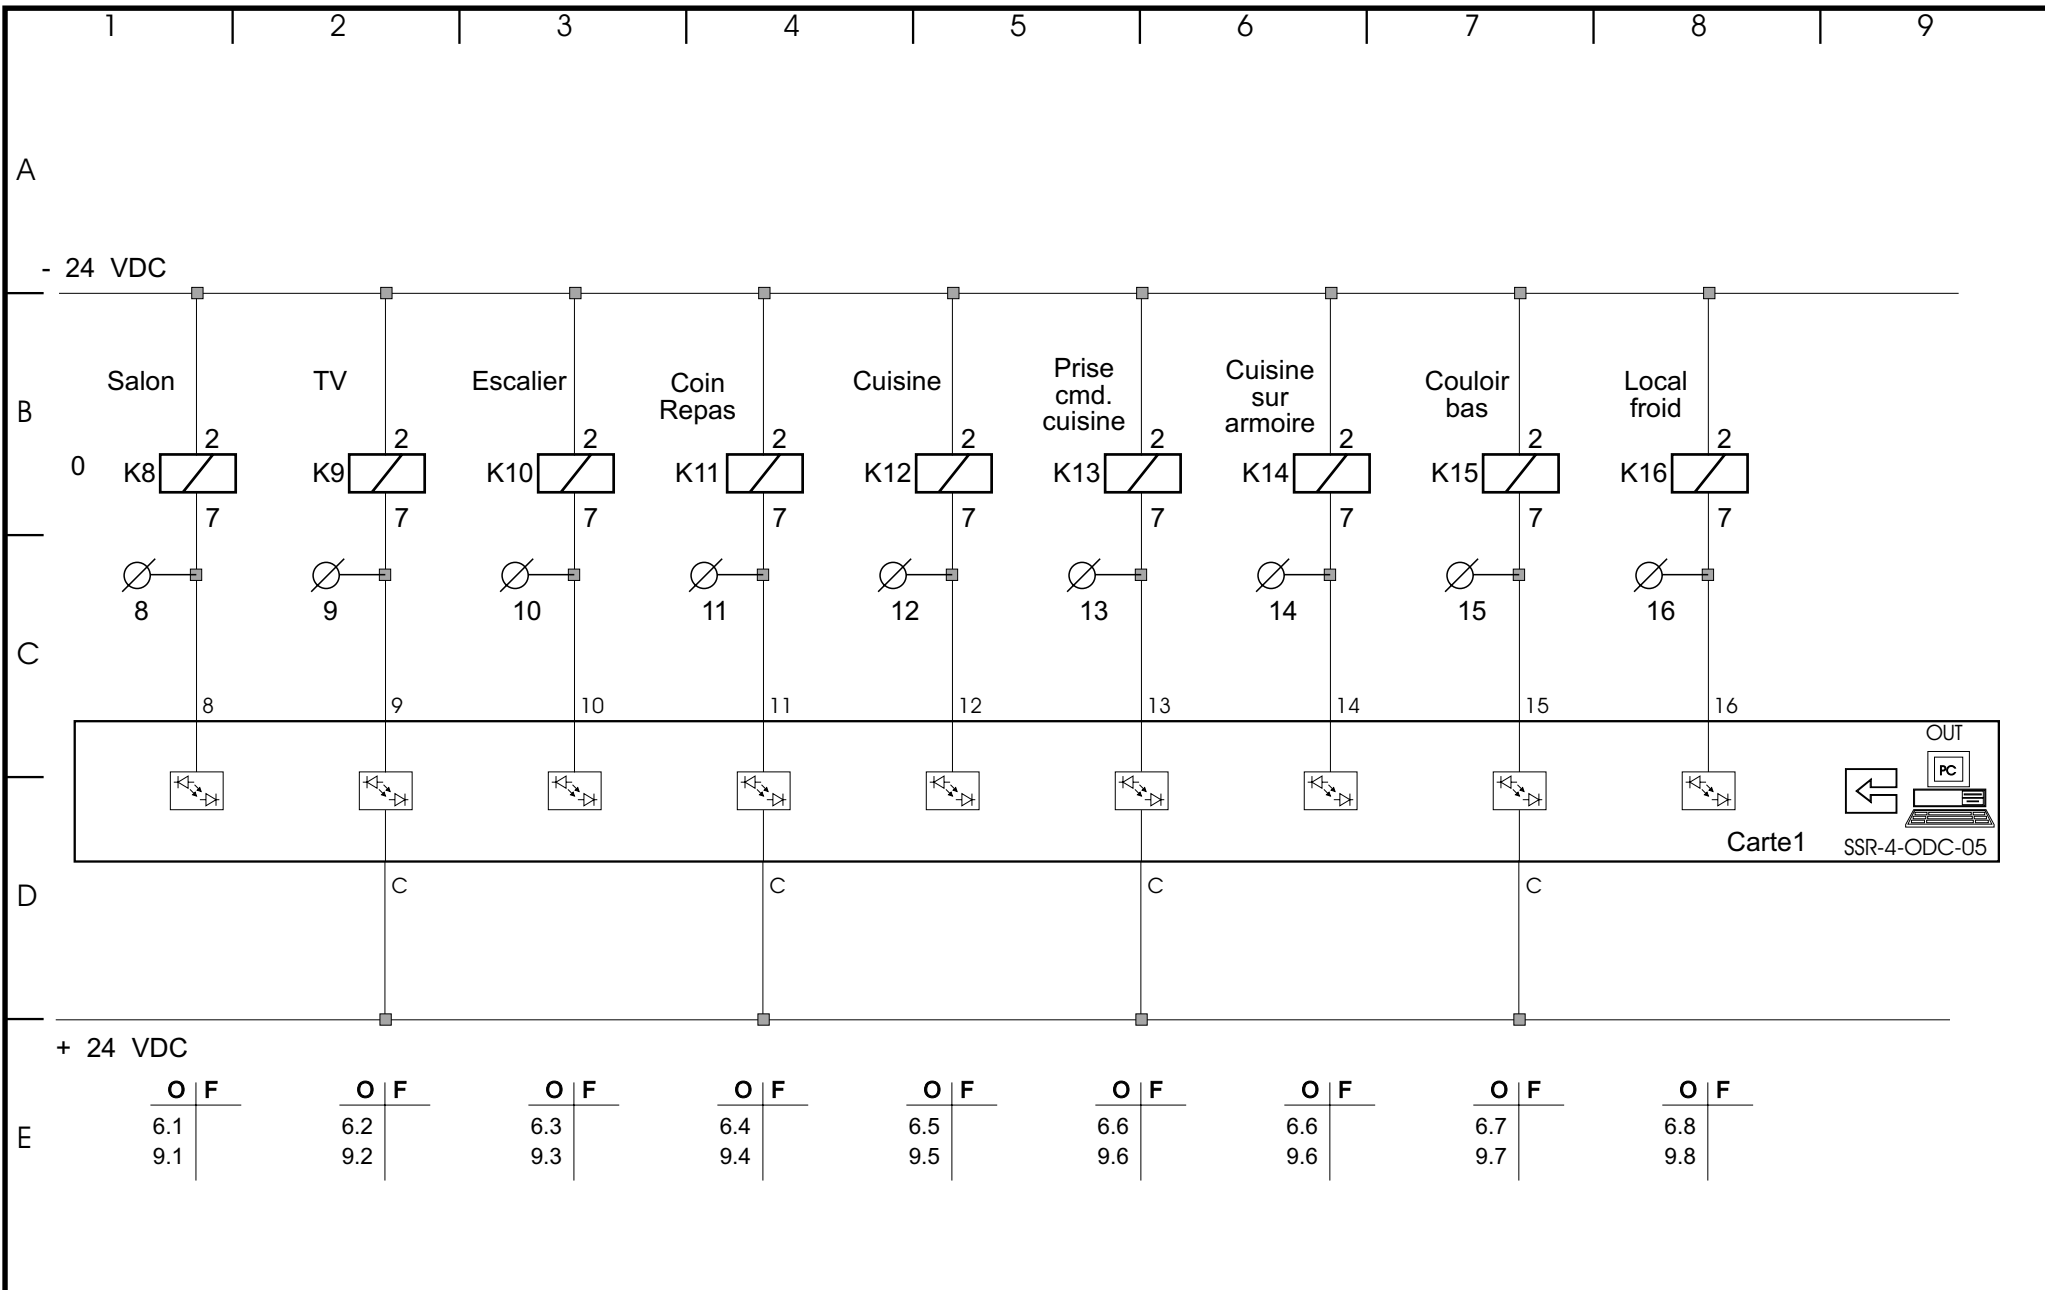 1 2 3 4 5 6 7 8 9
A
- 24 VDC
Salon TV Escalier Coin Repas Cuisine Prise cmd. cuisine Cuisine sur armoire Couloir bas Local froid
B
2 2 2 2 2 2 2 2 2
0 K8 K9 K10 K11 K12 K13 K14 K15 K16
7 7 7 7 7 7 7 7 7
8 9 10 11 12 13 14 15 16
C
8 9 10 11 12 13 14 15 16
OUT
PC
Carte1 SSR-4-ODC-05
C C C C
D
+ 24 VDC
O F O F O F O F O F O F O F O F O F
6.1 6.2 6.3 6.4 6.5 6.6 6.6 6.7 6.8
E
9.1 9.2 9.3 9.4 9.5 9.6 9.6 9.7 9.8